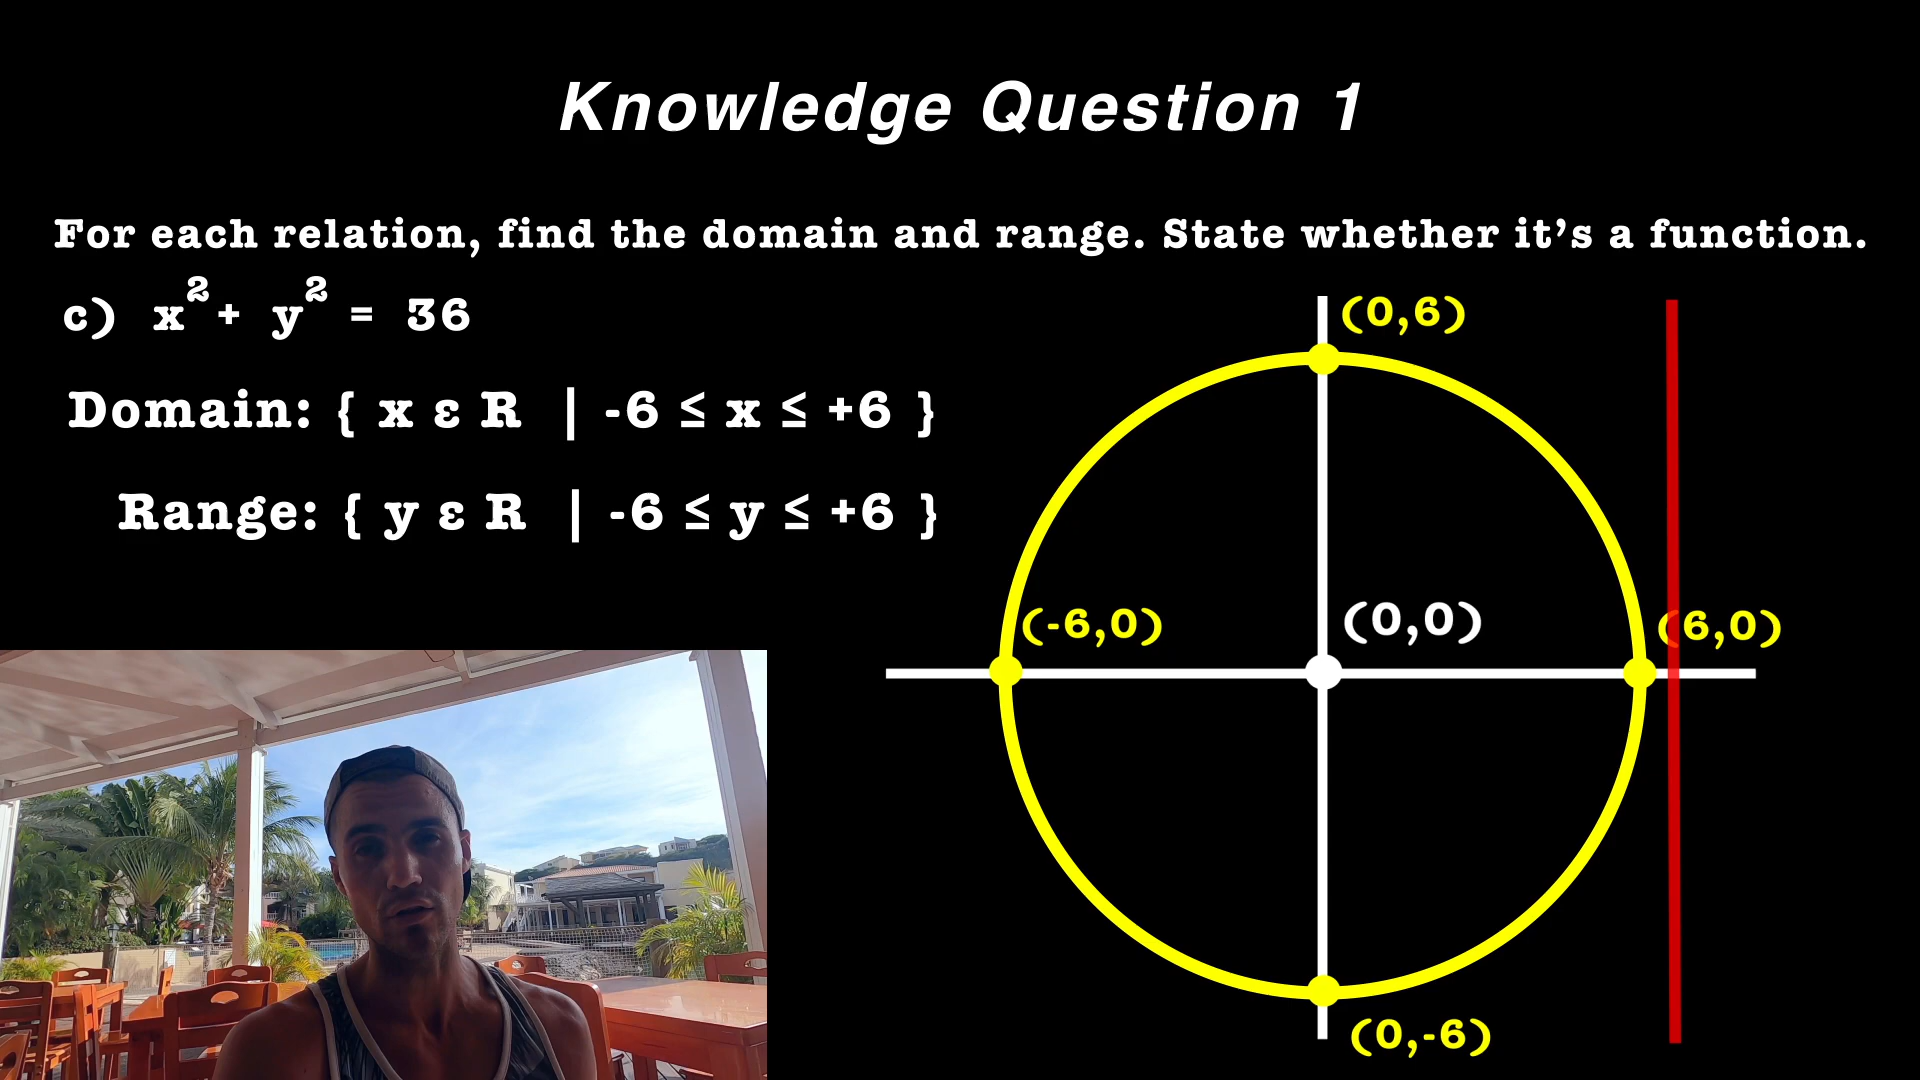 Knowledge Question 1
For each relation, find the domain and range. State whether it’s a function.
c) x² + y² = 36
Domain: { x ε R | -6 ≤ x ≤ +6 }
Range: { y ε R | -6 ≤ y ≤ +6 }
(0,6)
(-6,0)
(0,0)
(6,0)
(0,-6)